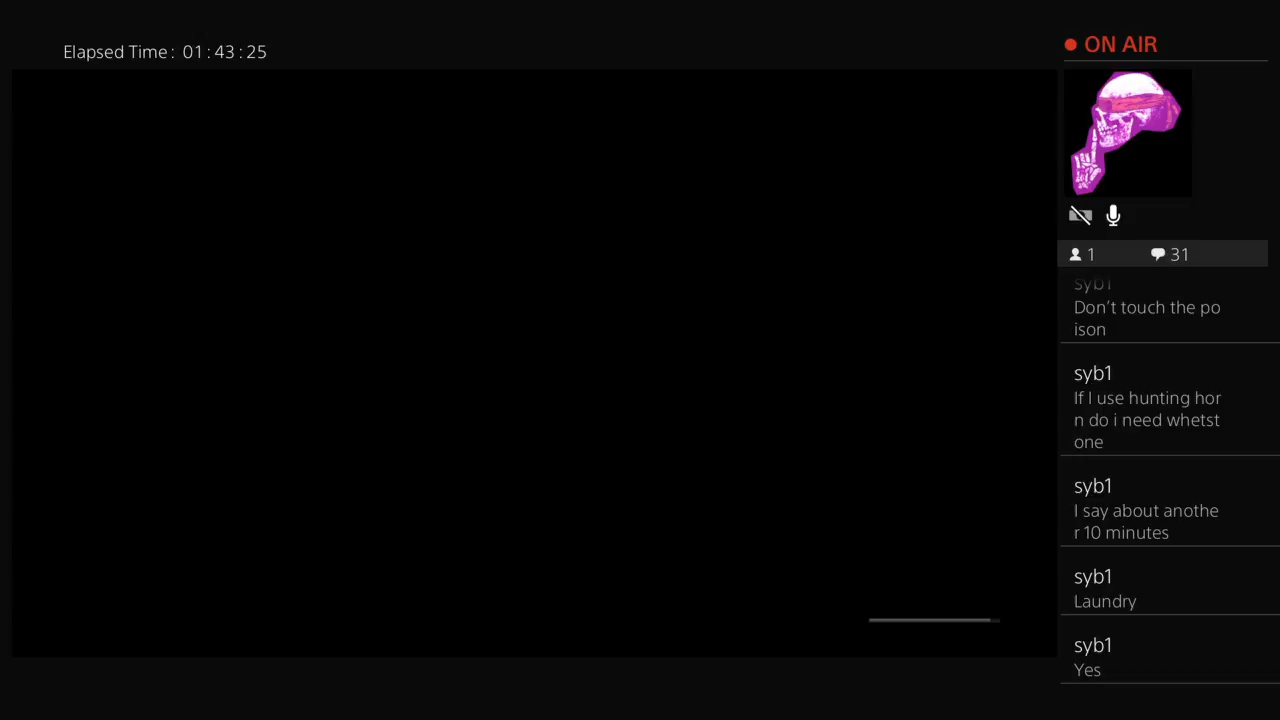 Elapsed Time: 01:43:25
ON AIR
1 31
syb1
Don't touch the po
ison
syb1
If I use hunting hor
n do i need whetst
one
syb1
I say about anothe
r 10 minutes
syb1
Laundry
syb1
Yes